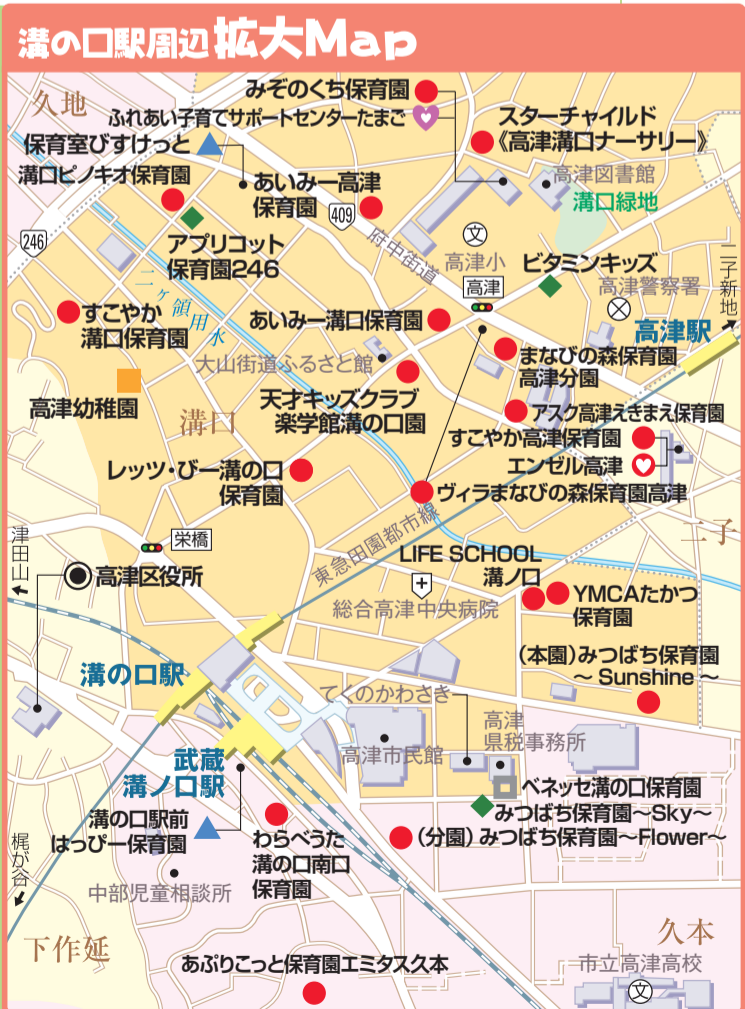 溝の口駅周辺拡大Map
久地
みぞのくち保育園
ふれあい子育てサポートセンターたまご
スターチャイルド
《高津溝口ナーサリー》
保育室びすけっと
溝口ピノキオ保育園
あいみー高津
保育園
409
高津図書館
溝口緑地
246
アプリコット
保育園246
府中街道
文
高津小
ビタミンキッズ
高津
高津警察署
二子新地
二ヶ領用水
すこやか
溝口保育園
あいみー溝口保育園
高津駅
大山街道ふるさと館
まなびの森保育園
高津分園
高津幼稚園
天才キッズクラブ
楽学館溝の口園
溝口
アスク高津えきまえ保育園
すこやか高津保育園
エンゼル高津
レッツ・びー溝の口
保育園
ヴィラまなびの森保育園高津
二子
津田山
栄橋
東急田園都市線
高津区役所
LIFE SCHOOL
溝ノ口
総合高津中央病院
YMCAたかつ
保育園
(本園)みつばち保育園
〜 Sunshine 〜
溝の口駅
てくのかわさき
高津
県税事務所
高津市民館
武蔵
溝ノ口駅
ベネッセ溝の口保育園
みつばち保育園〜Sky〜
(分園)みつばち保育園〜Flower〜
溝の口駅前
はっぴー保育園
わらべうた
溝の口南口
保育園
梶が谷
中部児童相談所
下作延
久本
あぷりこっと保育園エミタス久本
市立高津高校
文